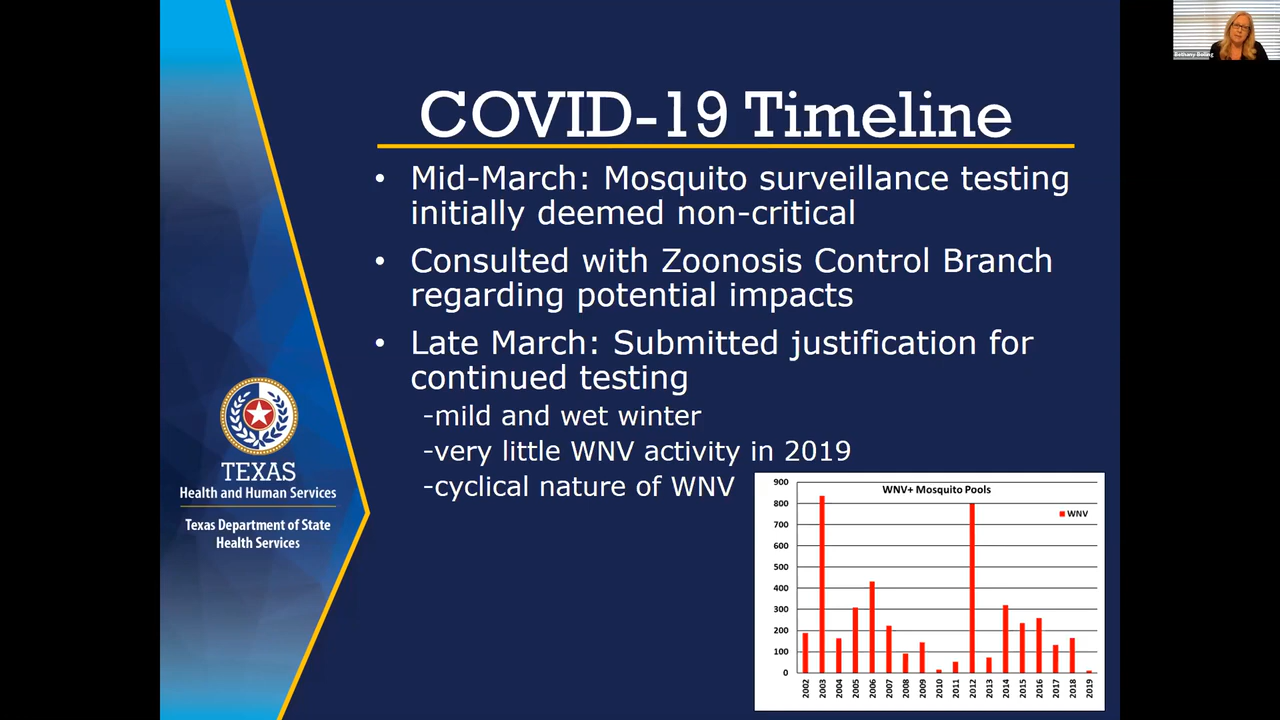 COVID-19 Timeline
• Mid-March: Mosquito surveillance testing
initially deemed non-critical
• Consulted with Zoonosis Control Branch
regarding potential impacts
• Late March: Submitted justification for
continued testing
-mild and wet winter
-very little WNV activity in 2019
-cyclical nature of WNV
TEXAS
Health and Human Services
Texas Department of State
Health Services
WNV+ Mosquito Pools
WNV
900
800
700
600
500
400
300
200
100
0
2002
2003
2004
2005
2006
2007
2008
2009
2010
2011
2012
2013
2014
2015
2016
2017
2018
2019
Bethany Bolling